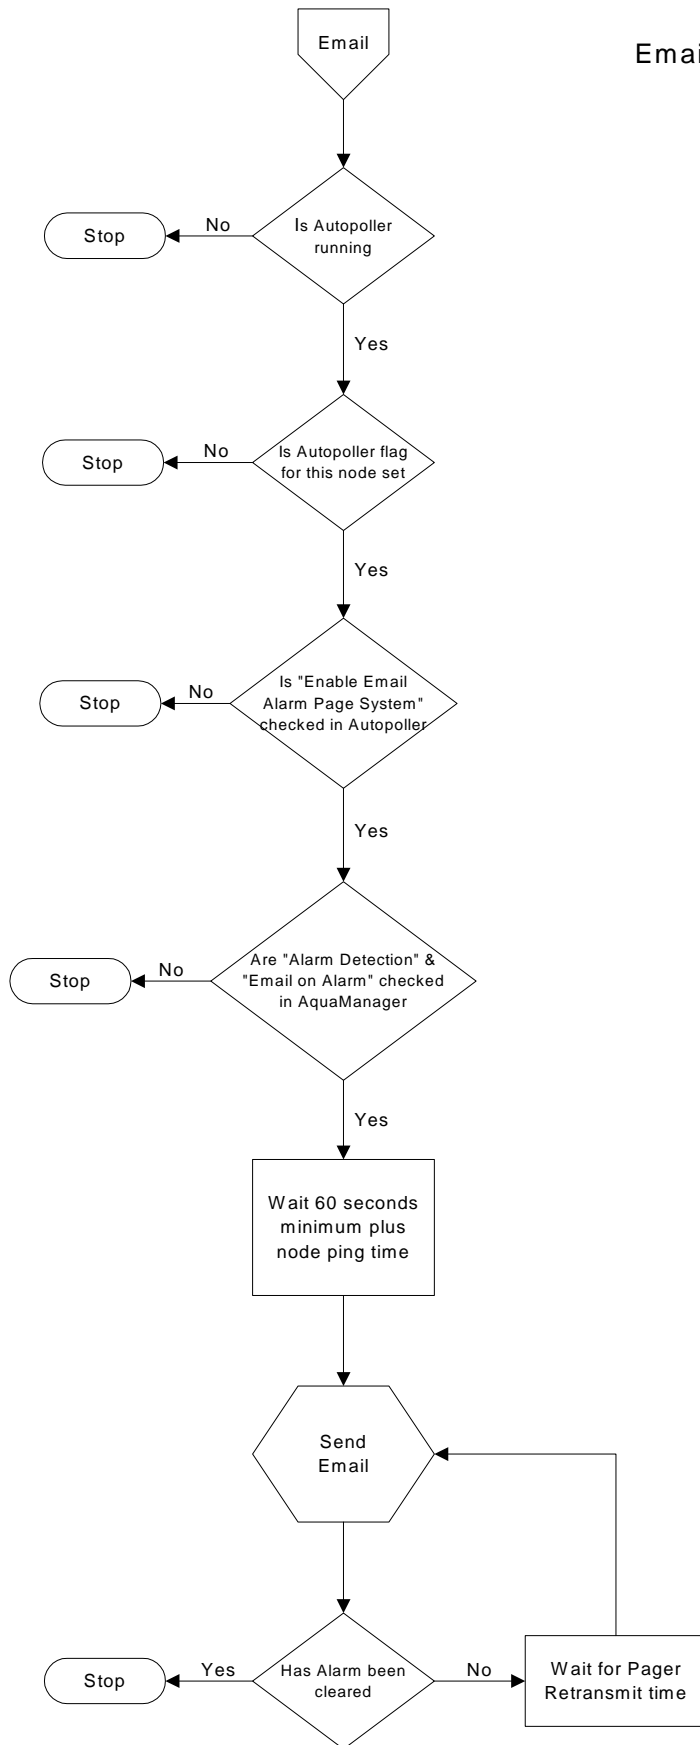 Email
Emai
Is Autopoller
running
No
Stop
Yes
Is Autopoller flag
for this node set
No
Stop
Yes
Is "Enable Email
Alarm Page System"
checked in Autopoller
No
Stop
Yes
Are "Alarm Detection" &
"Email on Alarm" checked
in AquaManager
No
Stop
Yes
Wait 60 seconds
minimum plus
node ping time
Send
Email
Has Alarm been
cleared
Yes
Stop
No
Wait for Pager
Retransmit time